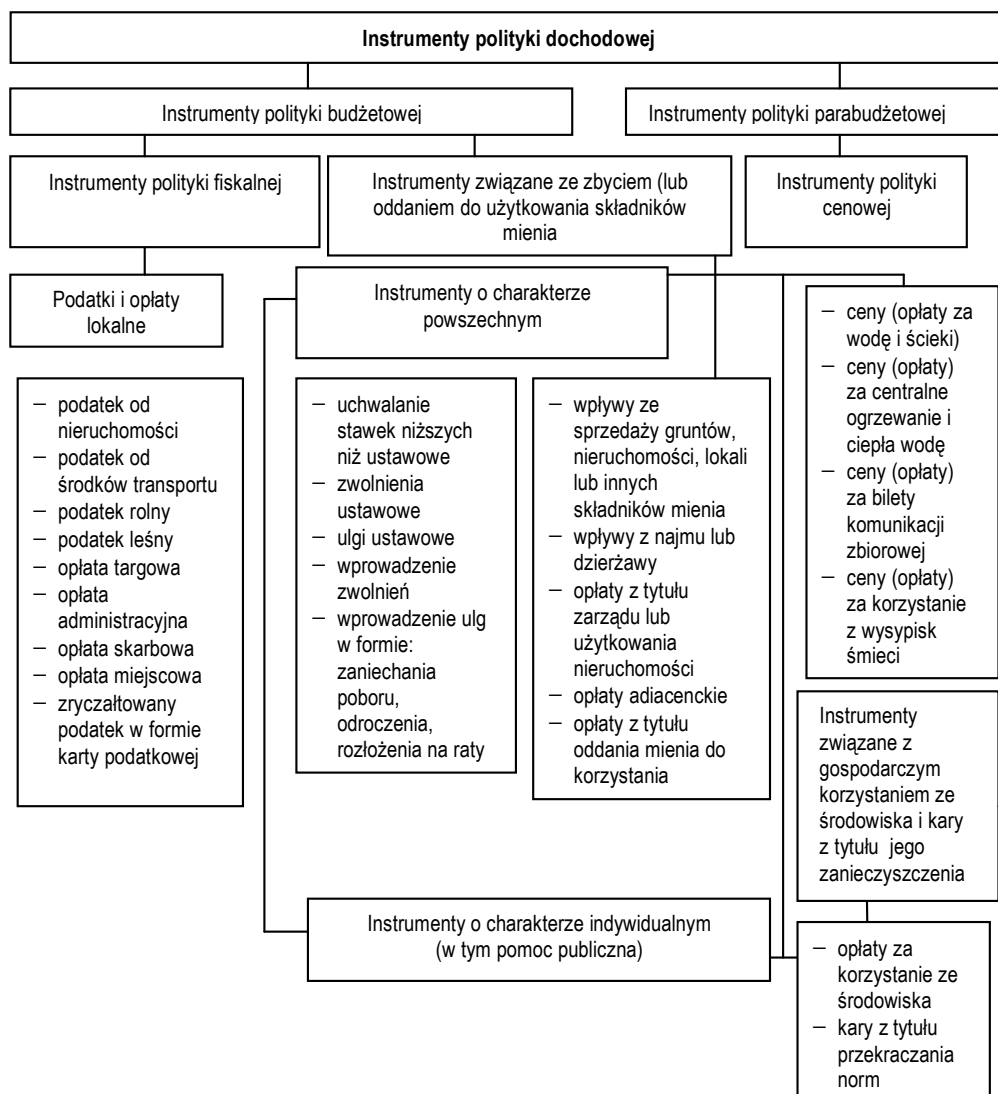 Instrumenty polityki dochodowej
Instrumenty polityki budżetowej
Instrumenty polityki parabudżetowej
Instrumenty polityki fiskalnej
Instrumenty związane ze zbyciem (lub
oddaniem do użytkowania składników
mienia
Instrumenty polityki
cenowej
Podatki i opłaty
lokalne
Instrumenty o charakterze
powszechnym
– podatek od
nieruchomości
– podatek od
środków transportu
– podatek rolny
– podatek leśny
– opłata targowa
– opłata
administracyjna
– opłata skarbowa
– opłata miejscowa
– zryczałtowany
podatek w formie
karty podatkowej
– uchwalanie
stawek niższych
niż ustawowe
– zwolnienia
ustawowe
– ulgi ustawowe
– wprowadzenie
zwolnień
– wprowadzenie ulg
w formie:
zaniechania
poboru,
odroczenia,
rozłożenia na raty
– wpływy ze
sprzedaży gruntów,
nieruchomości, lokali
lub innych
składników mienia
– wpływy z najmu lub
dzierżawy
– opłaty z tytułu
zarządu lub
użytkowania
nieruchomości
– opłaty adiacenckie
– opłaty z tytułu
oddania mienia do
korzystania
– ceny (opłaty za
wodę i ścieki)
– ceny (opłaty)
za centralne
ogrzewanie i
ciepła wodę
– ceny (opłaty)
za bilety
komunikacji
zbiorowej
– ceny (opłaty)
za korzystanie
z wysypisk
śmieci
Instrumenty
związane z
gospodarczym
korzystaniem ze
środowiska i kary
z tytułu jego
zanieczyszczenia
Instrumenty o charakterze indywidualnym
(w tym pomoc publiczna)
– opłaty za
korzystanie ze
środowiska
– kary z tytułu
przekraczania
norm